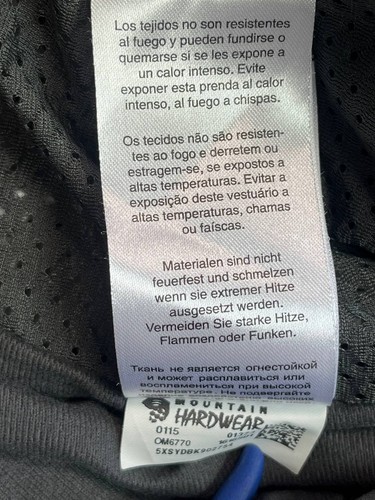 Los tejidos no son resistentes
al fuego y pueden fundirse o
quemarse si se les expone a
un calor intenso. Evite
exponer esta prenda al calor
intenso, al fuego a chispas.
Os tecidos não são resisten-
tes ao fogo e derretem ou
estragem-se, se expostos a
altas temperaturas. Evitar a
exposição deste vestuário a
altas temperaturas, chamas
ou faíscas.
Materialen sind nicht
feuerfest und schmelzen
wenn sie extremer Hitze
ausgesetzt werden.
Vermeiden Sie starke Hitze,
Flammen oder Funken.
Ткань не является огнестойкой
и может расплавиться или
воспламениться при высокой
температуре. Не подвергайте
MOUNTAIN
HARDWEAR
0115
OM6770